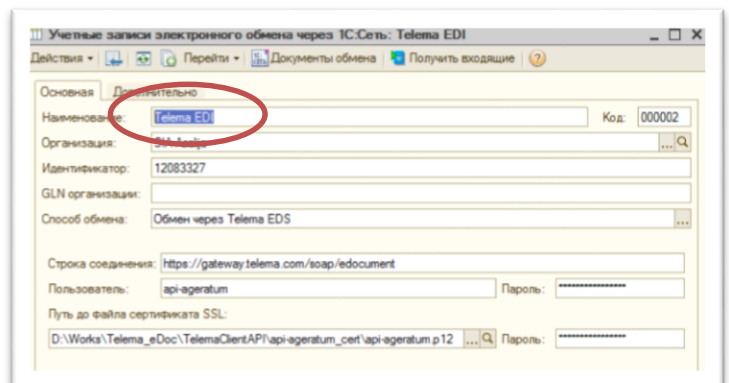 Учетные записи электронного обмена через 1С:Сеть: Telema EDI
Действия Перейти Документы обмена Получить входящие
Основная Дополнительно
Наименование: Telema EDI Код: 000002
Организация: SIA
Идентификатор: 12083327
GLN организации:
Способ обмена: Обмен через Telema EDS
Строка соединения: https://gateway.telema.com/soap/edocument
Пользователь: api-ageratum Пароль: ****************
Путь до файла сертификата SSL:
D:\Works\Telema_eDoc\TelemaClientAPI\api-ageratum_cert\api-ageratum.p12 ... Пароль: ****************